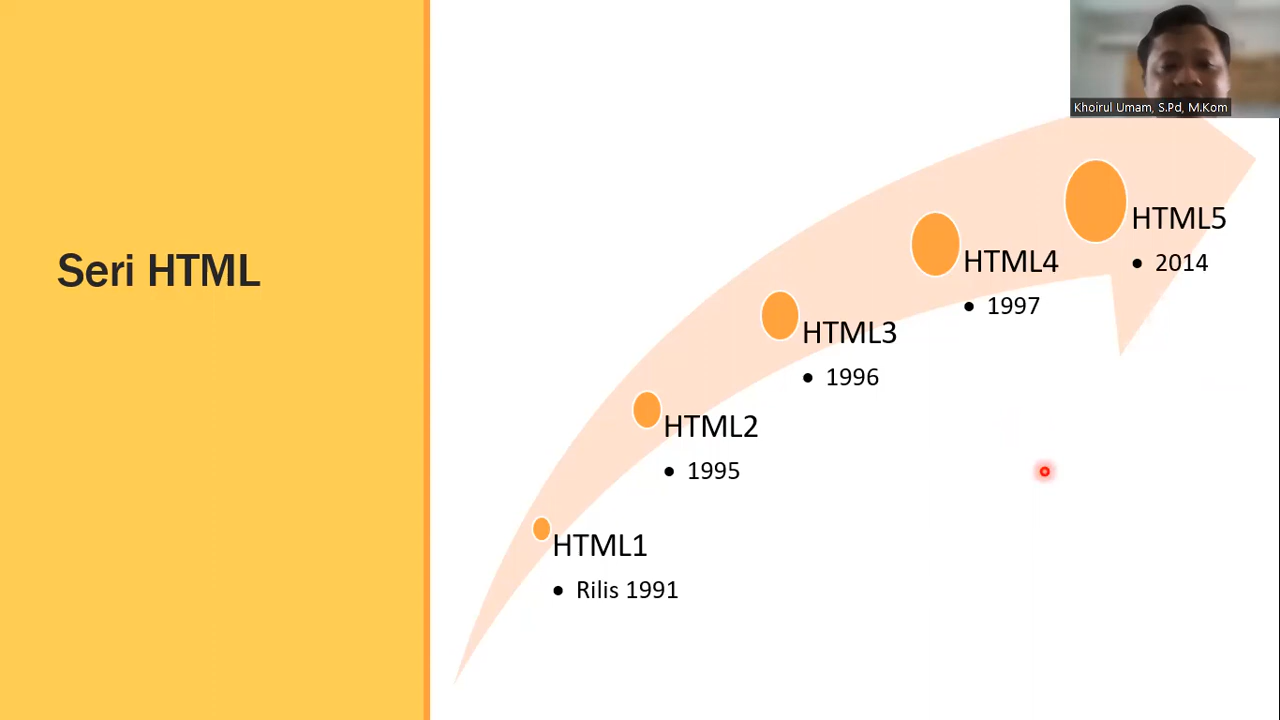 Khoirul Umam, S.Pd, M.Kom
Seri HTML
HTML1
• Rilis 1991
HTML2
• 1995
HTML3
• 1996
HTML4
• 1997
HTML5
• 2014